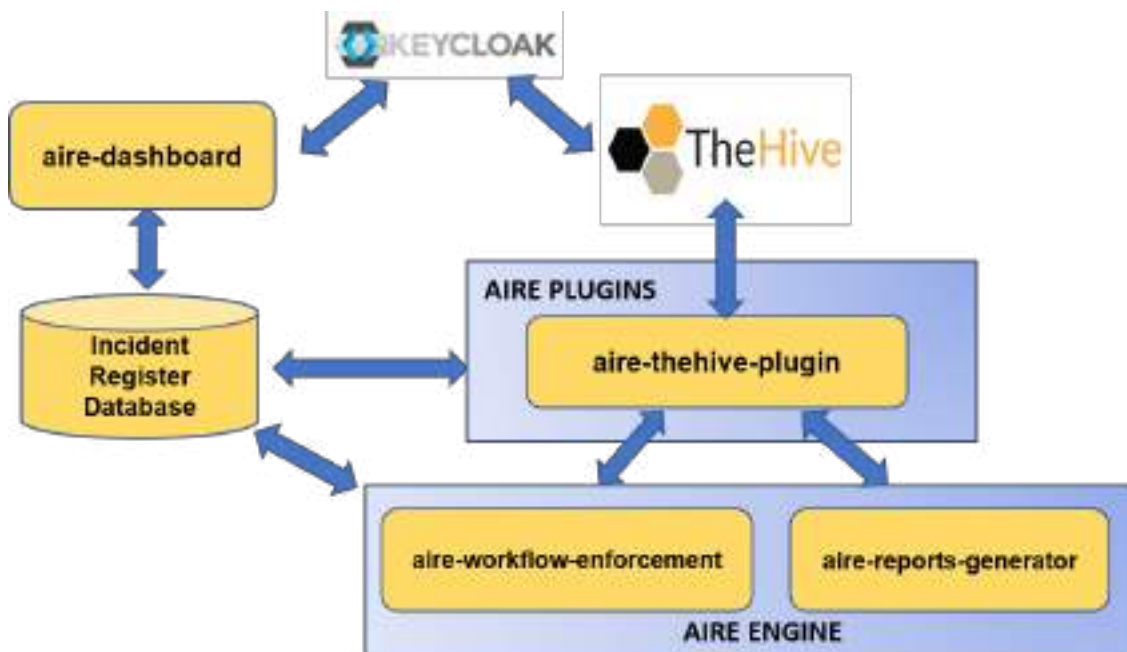 KEYCLOAK
aire-dashboard
TheHive
AIRE PLUGINS
aire-thehive-plugin
Incident
Register
Database
aire-workflow-enforcement
aire-reports-generator
AIRE ENGINE